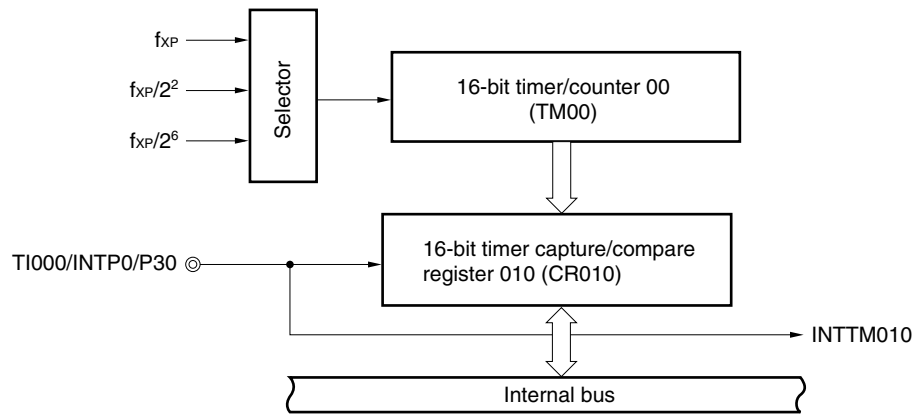 fXP
fXP/2²
fXP/2⁶
Selector
16-bit timer/counter 00
(TM00)
16-bit timer capture/compare
register 010 (CR010)
TI000/INTP0/P30
INTTM010
Internal bus